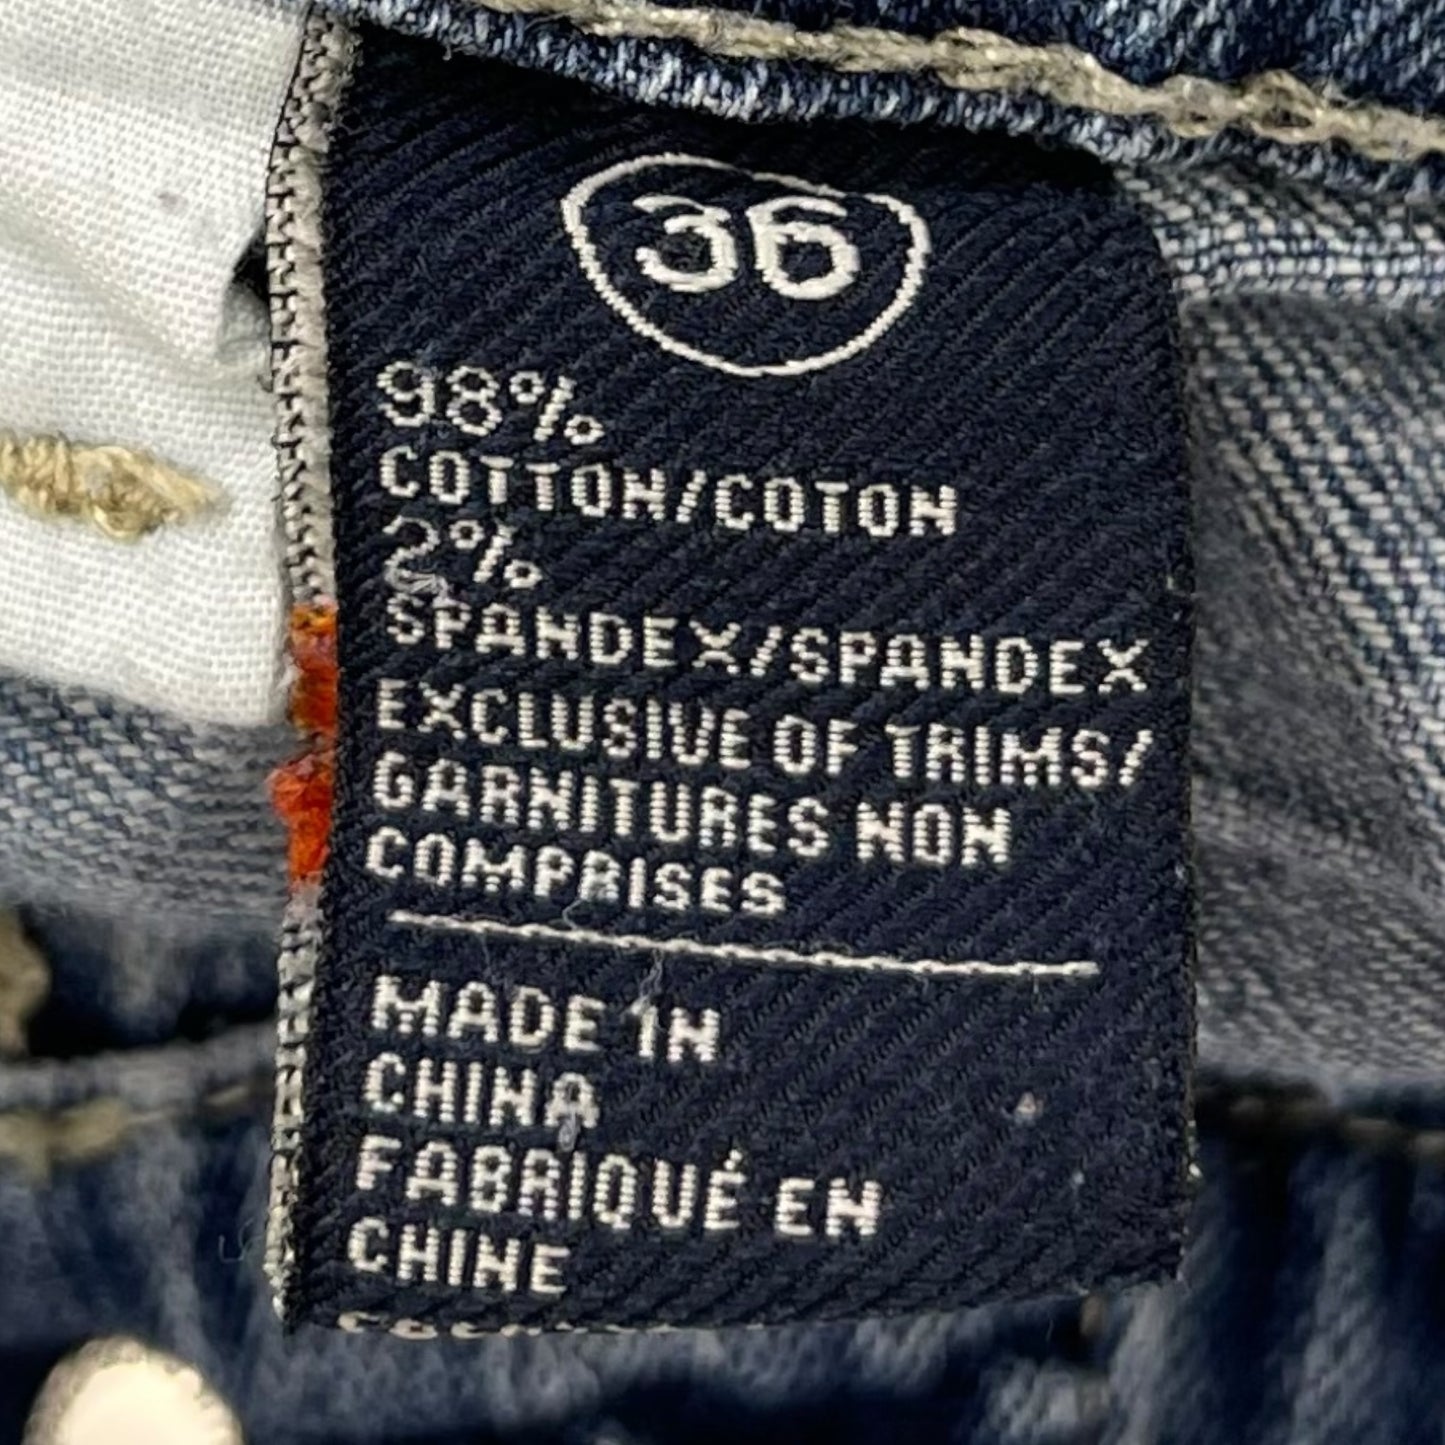 36
98%
COTTON/COTON
2%
SPANDEX/SPANDEX
EXCLUSIVE OF TRIMS/
GARNITURES NON
COMPRISES
MADE IN
CHINA
FABRIQUÉ EN
CHINE